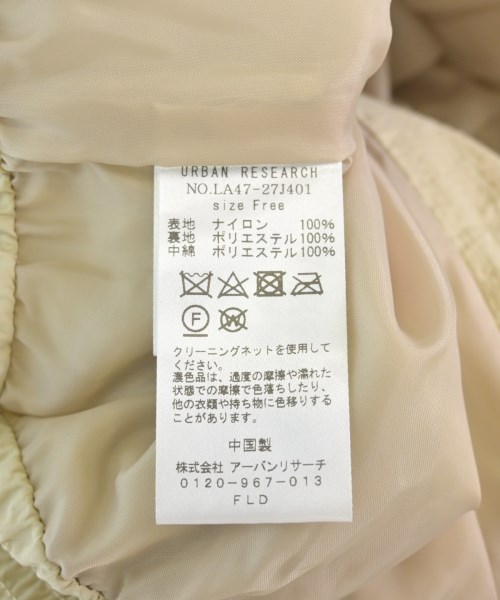 URBAN RESEARCH
NO.LA47-27J401
size Free
表地 ナイロン 100%
裏地 ポリエステル100%
中綿 ポリエステル100%
F
W
クリーニングネットを使用して
ください。
濃色品は、過度の摩擦や濡れた
状態での摩擦で色落ちしたり、
他の衣類や持ち物に色移りする
ことがあります。
中国製
株式会社 アーバンリサーチ
0120-967-013
FLD